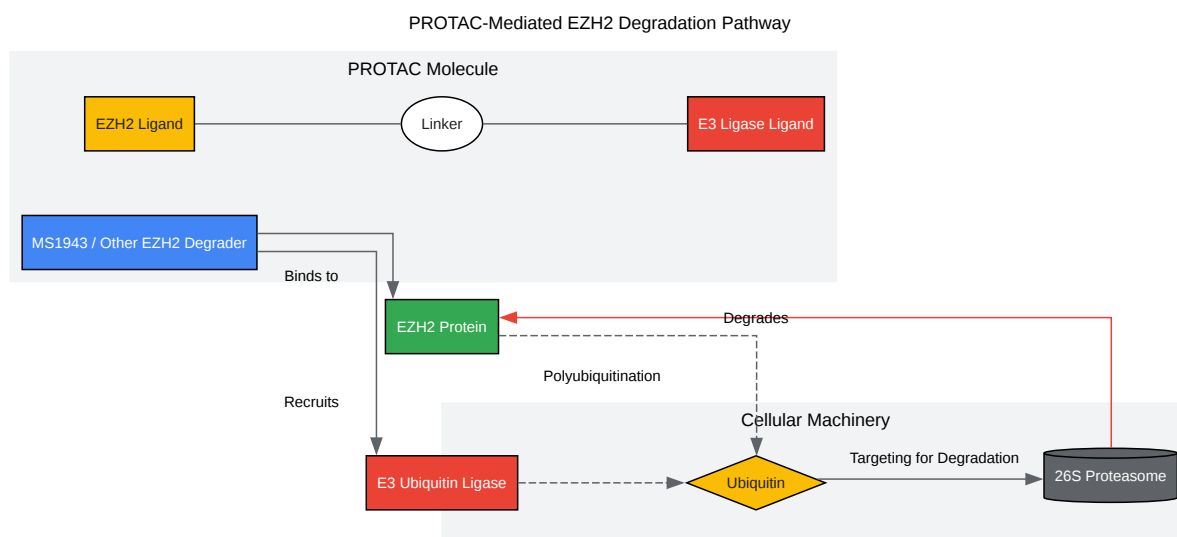 PROTAC-Mediated EZH2 Degradation Pathway
PROTAC Molecule
EZH2 Ligand
Linker
E3 Ligase Ligand
MS1943 / Other EZH2 Degrader
Binds to
EZH2 Protein
Degrades
Polyubiquitination
Recruits
Cellular Machinery
Targeting for Degradation
E3 Ubiquitin Ligase
Ubiquitin
26S Proteasome